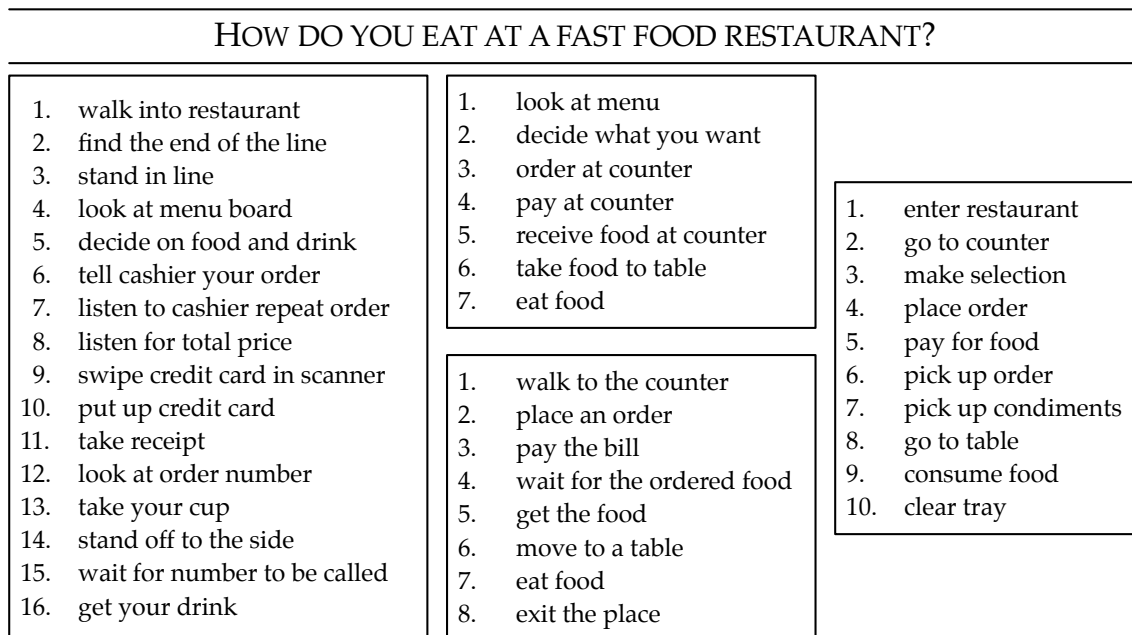 HOW DO YOU EAT AT A FAST FOOD RESTAURANT?
1. walk into restaurant
2. find the end of the line
3. stand in line
4. look at menu board
5. decide on food and drink
6. tell cashier your order
7. listen to cashier repeat order
8. listen for total price
9. swipe credit card in scanner
10. put up credit card
11. take receipt
12. look at order number
13. take your cup
14. stand off to the side
15. wait for number to be called
16. get your drink
1. look at menu
2. decide what you want
3. order at counter
4. pay at counter
5. receive food at counter
6. take food to table
7. eat food
1. walk to the counter
2. place an order
3. pay the bill
4. wait for the ordered food
5. get the food
6. move to a table
7. eat food
8. exit the place
1. enter restaurant
2. go to counter
3. make selection
4. place order
5. pay for food
6. pick up order
7. pick up condiments
8. go to table
9. consume food
10. clear tray